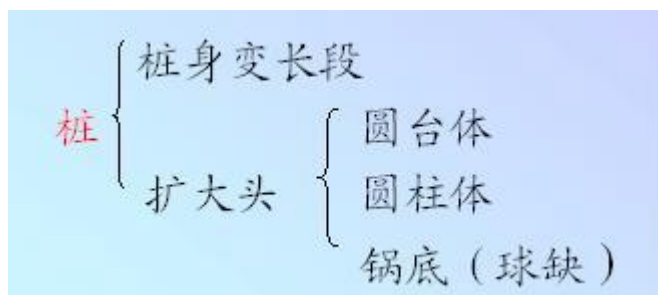 桩身变长段
桩
圆台体
扩大头
圆柱体
锅底（球缺）